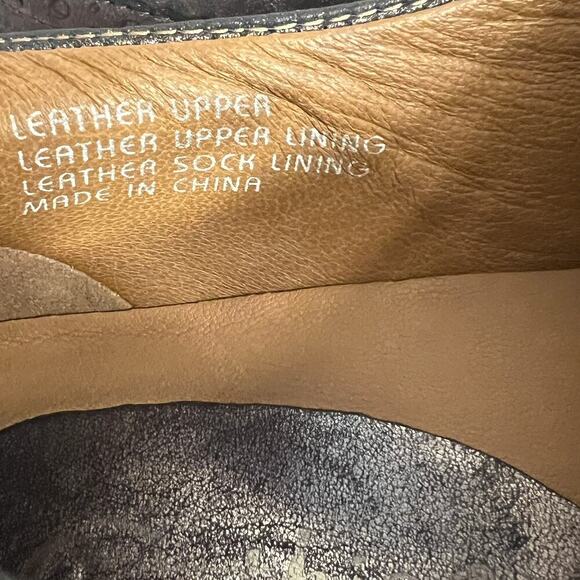 LEATHER UPPER
LEATHER UPPER LINING
LEATHER SOCK LINING
MADE IN CHINA